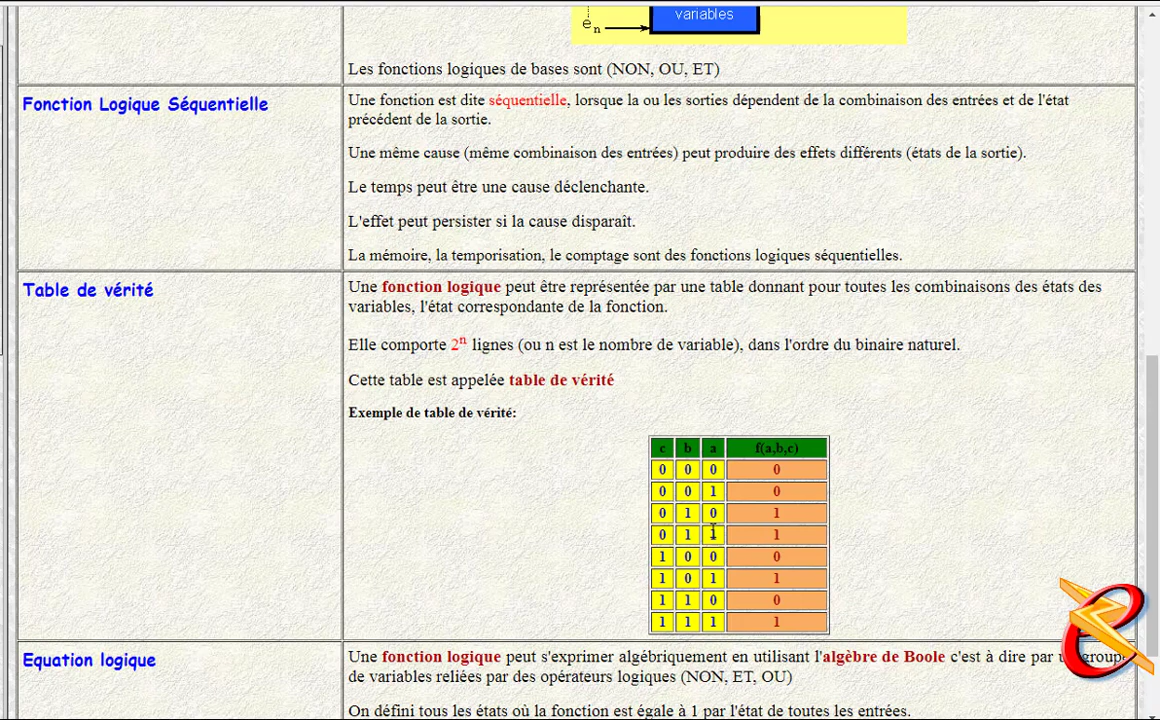 variables
e n
Les fonctions logiques de bases sont (NON, OU, ET)
Fonction Logique Séquentielle
Une fonction est dite séquentielle, lorsque la ou les sorties dépendent de la combinaison des entrées et de l'état
précédent de la sortie.
Une même cause (même combinaison des entrées) peut produire des effets différents (états de la sortie).
Le temps peut être une cause déclenchante.
L'effet peut persister si la cause disparaît.
La mémoire, la temporisation, le comptage sont des fonctions logiques séquentielles.
Table de vérité
Une fonction logique peut être représentée par une table donnant pour toutes les combinaisons des états des
variables, l'état correspondante de la fonction.
Elle comporte 2ⁿ lignes (ou n est le nombre de variable), dans l'ordre du binaire naturel.
Cette table est appelée table de vérité
Exemple de table de vérité:
c b a f(a,b,c)
0 0 0 0
0 0 1 0
0 1 0 1
0 1 1 1
1 0 0 0
1 0 1 1
1 1 0 0
1 1 1 1
Equation logique
Une fonction logique peut s'exprimer algébriquement en utilisant l'algèbre de Boole c'est à dire par groupe
de variables reliées par des opérateurs logiques (NON, ET, OU)
On défini tous les états où la fonction est égale à 1 par l'état de toutes les entrées.